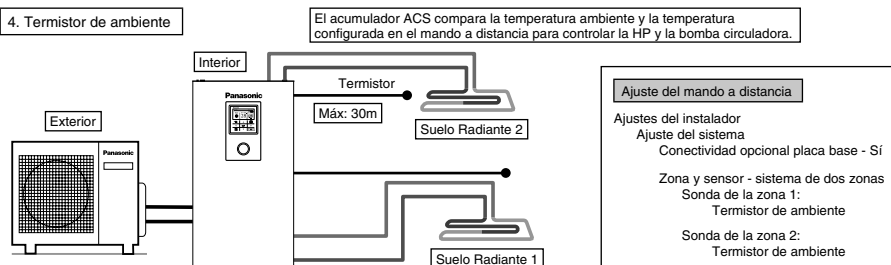 4. Termistor de ambiente
El acumulador ACS compara la temperatura ambiente y la temperatura
configurada en el mando a distancia para controlar la HP y la bomba circuladora.
Interior
Termistor
Panasonic
Máx: 30m
Exterior
Panasonic
Suelo Radiante 2
Suelo Radiante 1
Ajuste del mando a distancia
Ajustes del instalador
Ajuste del sistema
Conectividad opcional placa base - Sí
Zona y sensor - sistema de dos zonas
Sonda de la zona 1:
Termistor de ambiente
Sonda de la zona 2:
Termistor de ambiente